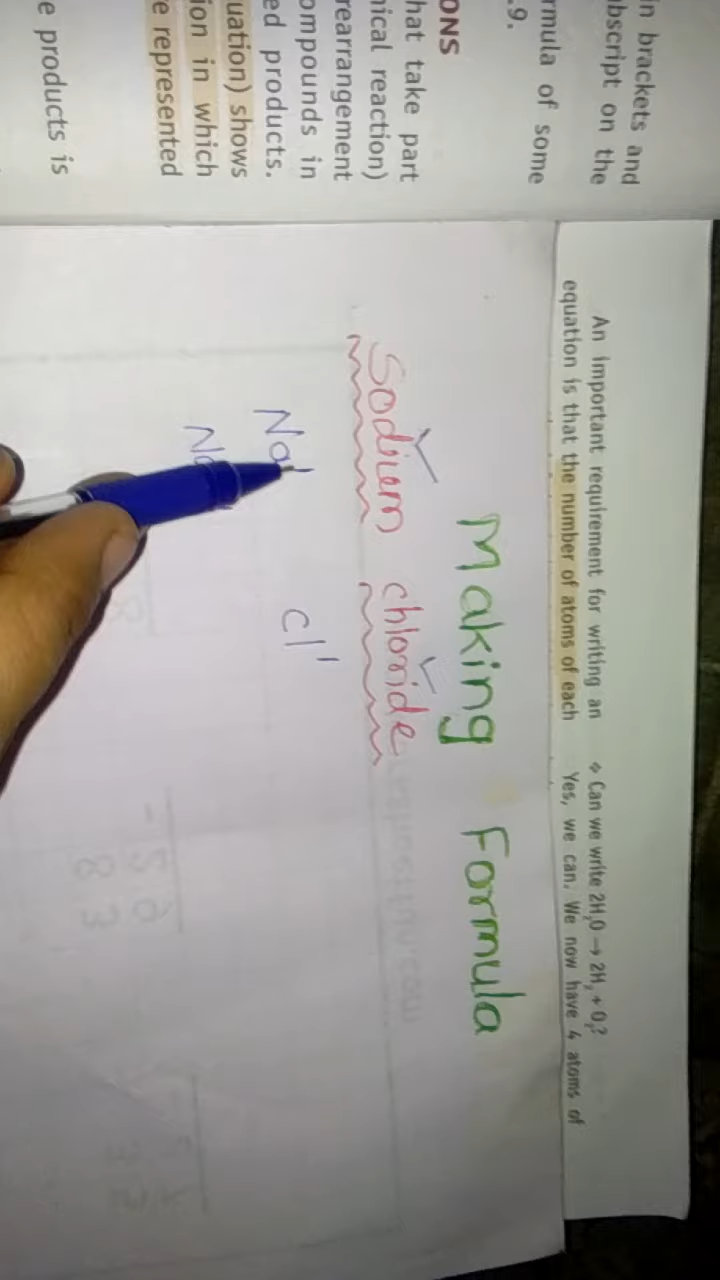 in brackets and
bscript on the
rmula of some
.9.
ONS
hat take part
nical reaction)
rearrangement
ompounds in
ed products.
uation) shows
ion in which
e represented
e products is
An important requirement for writing an
equation is that the number of atoms of each
❖ Can we write 2H₂O → 2H₂ + O₂?
Yes, we can. We now have 4 atoms of
Making Formula
Sodium chloride
Na' Cl'
Na